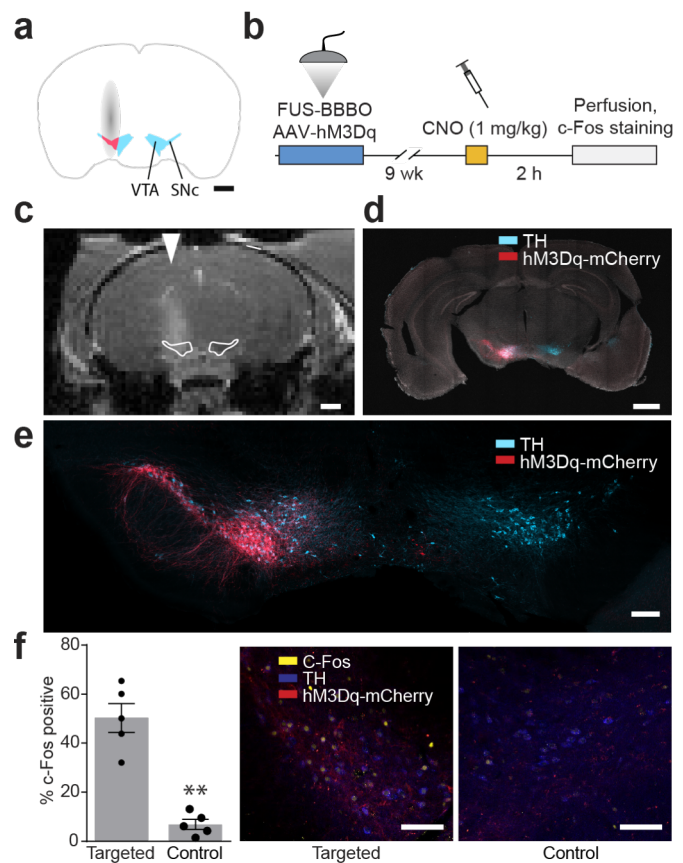 a
VTA
SNc
b
FUS-BBBO
AAV-hM3Dq
CNO (1 mg/kg)
Perfusion,
c-Fos staining
9 wk
2 h
c
d
TH
hM3Dq-mCherry
e
TH
hM3Dq-mCherry
f
% c-Fos positive
80
60
40
20
0
**
Targeted
Control
C-Fos
TH
hM3Dq-mCherry
Targeted
Control